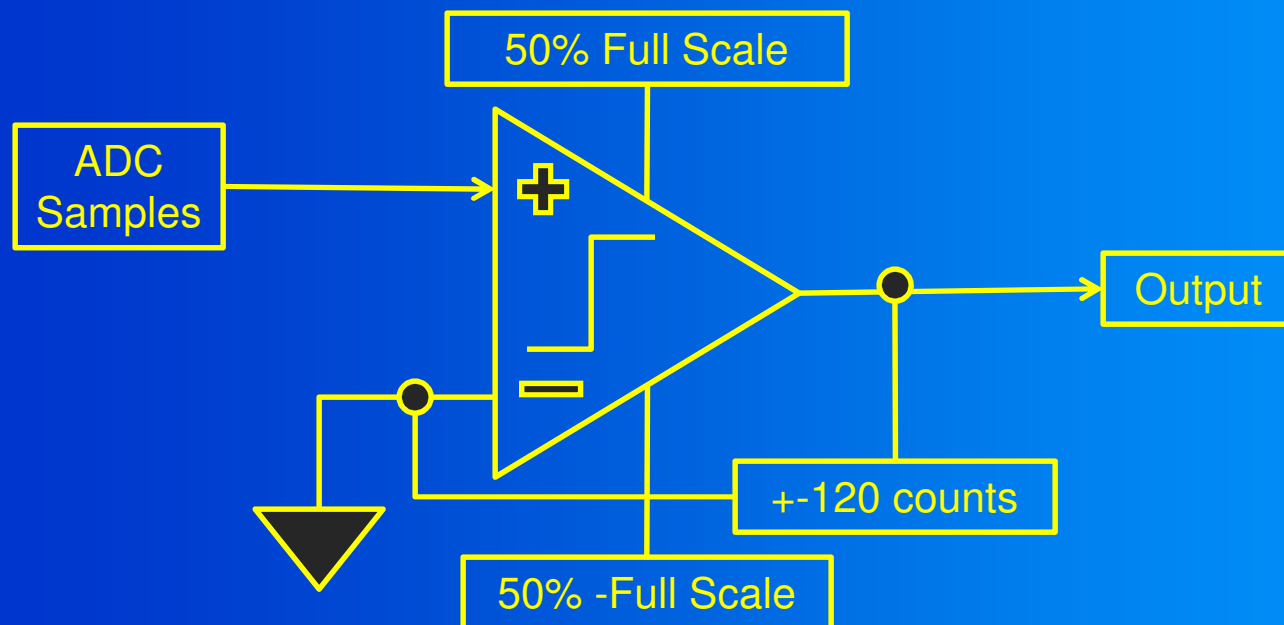 50% Full Scale
ADC
Samples
Output
+-120 counts
50% -Full Scale